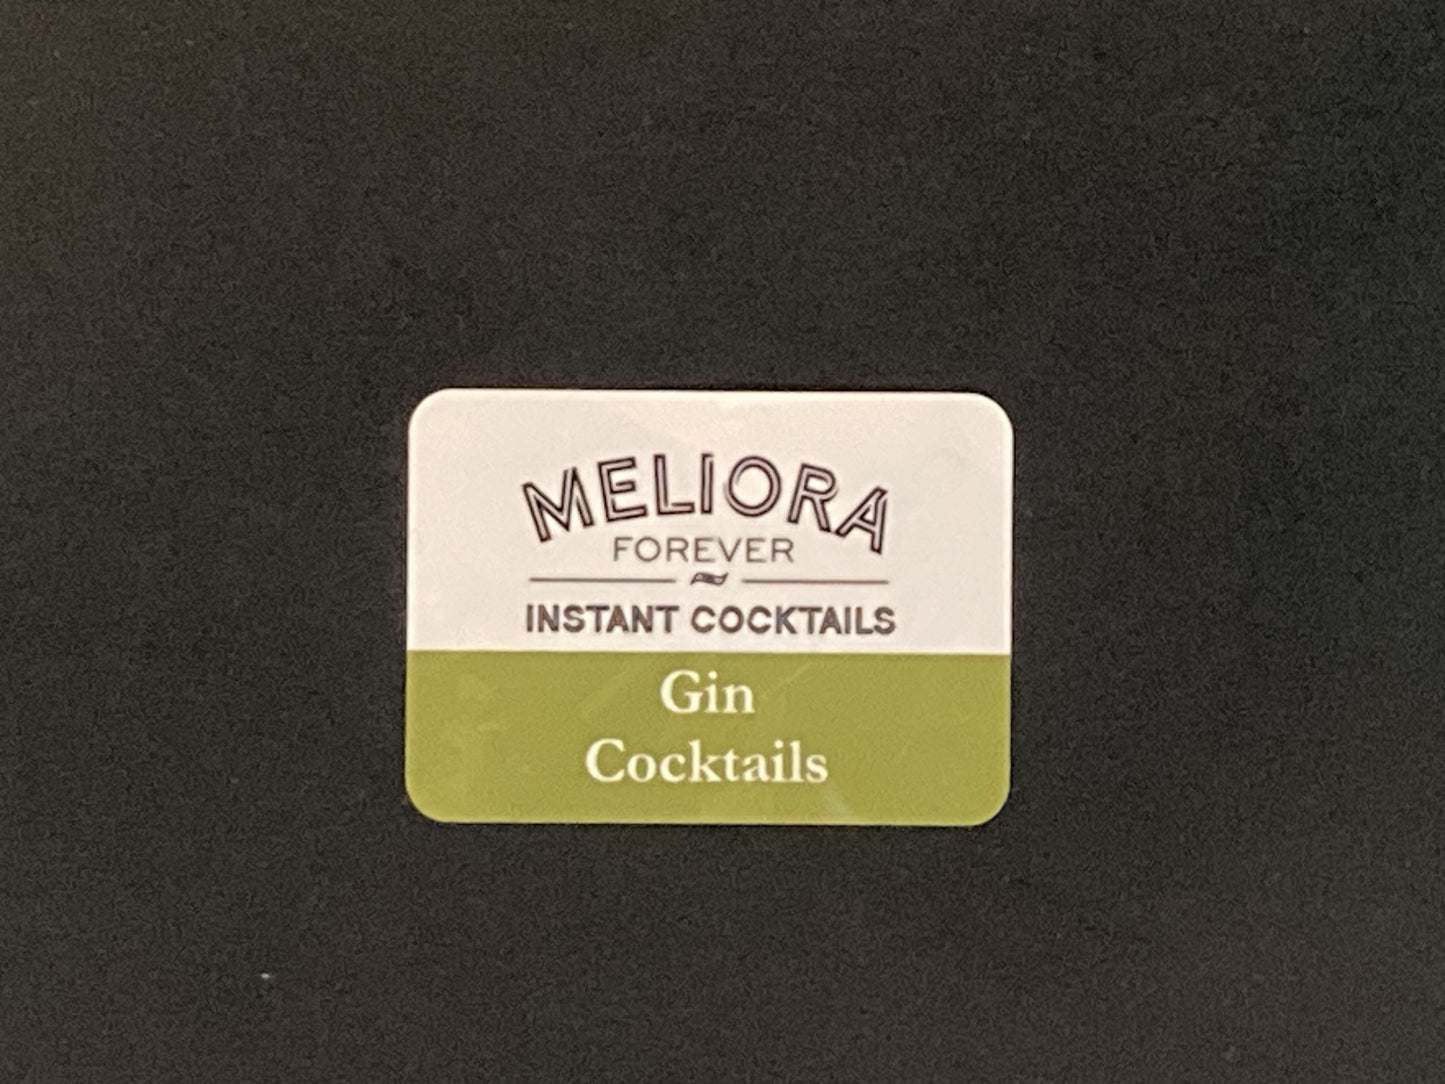 MELIORA
FOREVER
INSTANT COCKTAILS
Gin
Cocktails